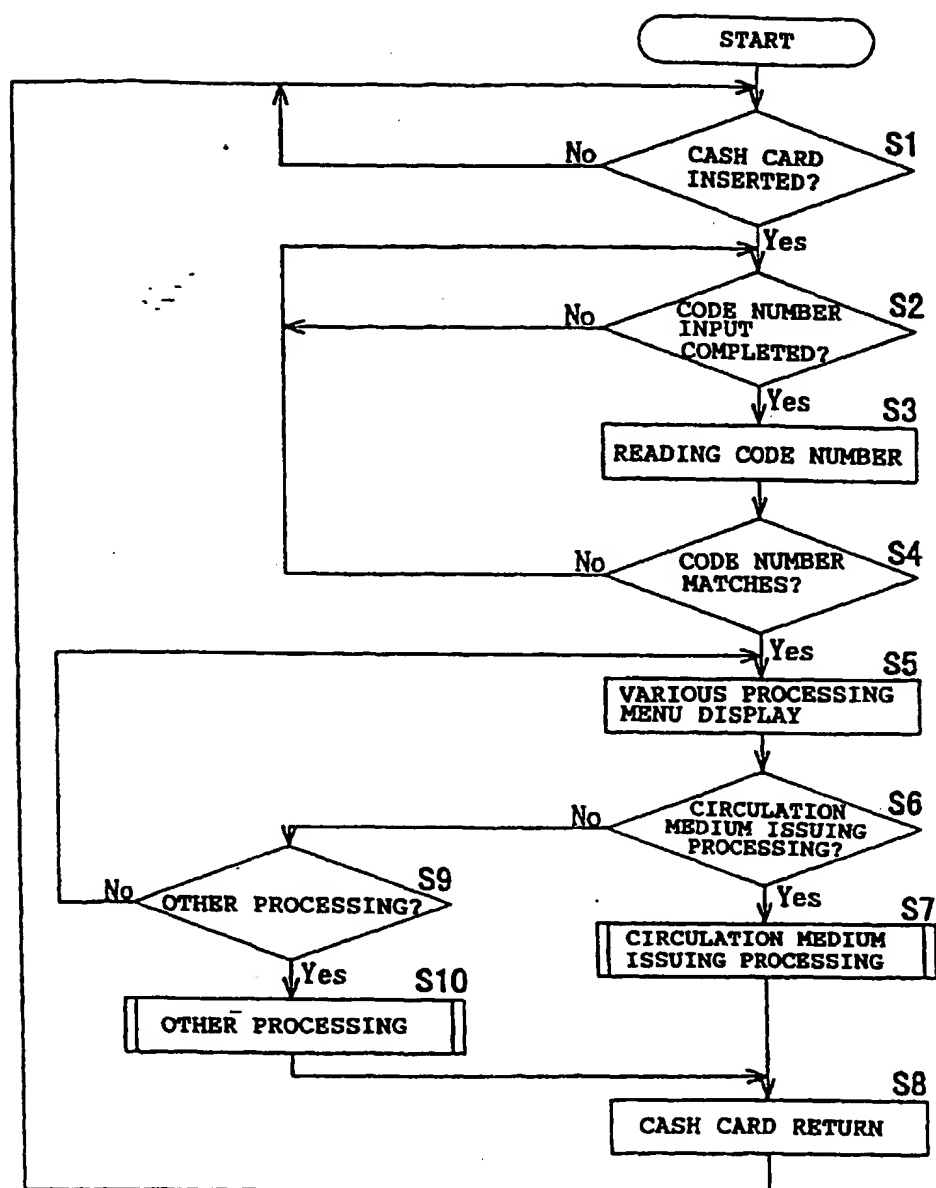 START
S1
No
CASH CARD
INSERTED?
Yes
S2
No
CODE NUMBER
INPUT
COMPLETED?
Yes
S3
READING CODE NUMBER
S4
No
CODE NUMBER
MATCHES?
Yes
S5
VARIOUS PROCESSING
MENU DISPLAY
S6
No
CIRCULATION
MEDIUM ISSUING
PROCESSING?
S9
No
OTHER PROCESSING?
Yes
S7
CIRCULATION MEDIUM
ISSUING PROCESSING
Yes
S10
OTHER PROCESSING
S8
CASH CARD RETURN